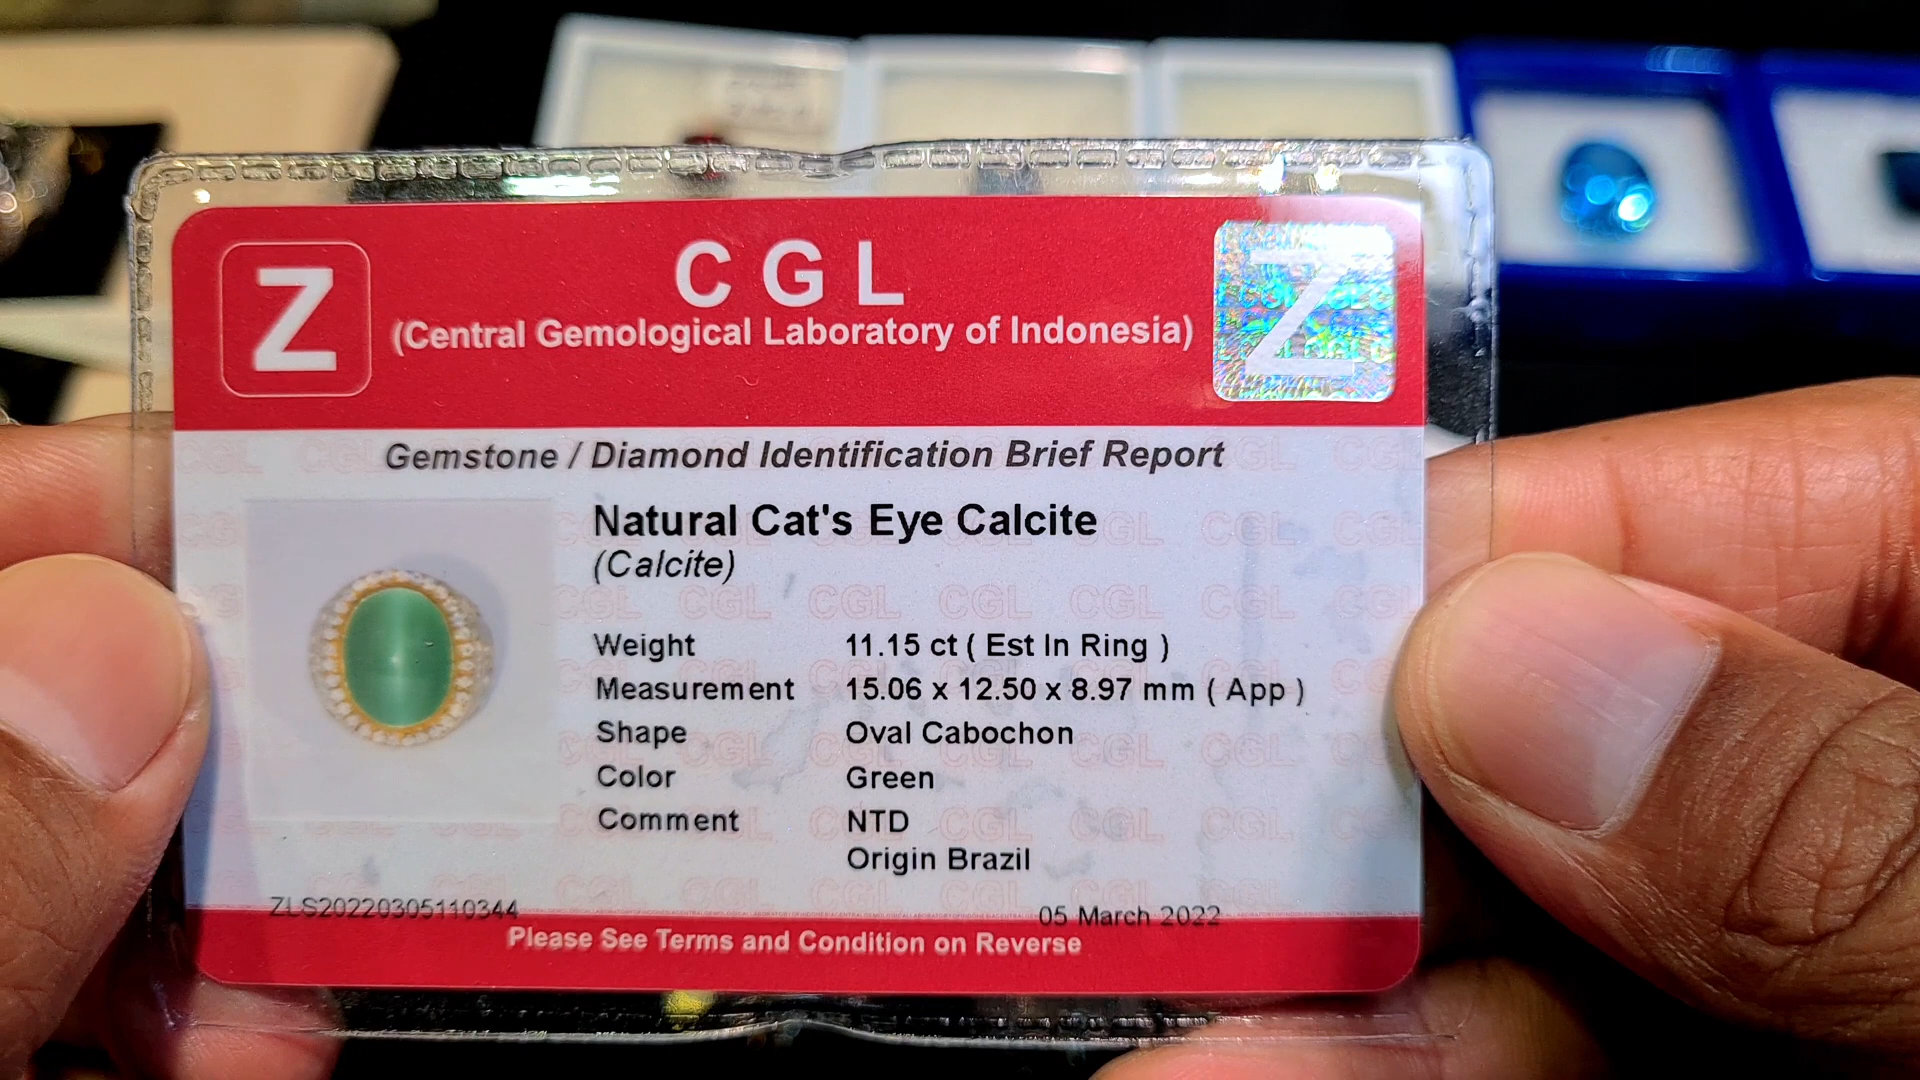 Z
C G L
Z
(Central Gemological Laboratory of Indonesia)
Gemstone / Diamond Identification Brief Report
Natural Cat's Eye Calcite
(Calcite)
Weight 11.15 ct ( Est In Ring )
Measurement 15.06 x 12.50 x 8.97 mm ( App )
Shape Oval Cabochon
Color Green
Comment NTD
Origin Brazil
ZLS20220305110344
05 March 2022
Please See Terms and Condition on Reverse